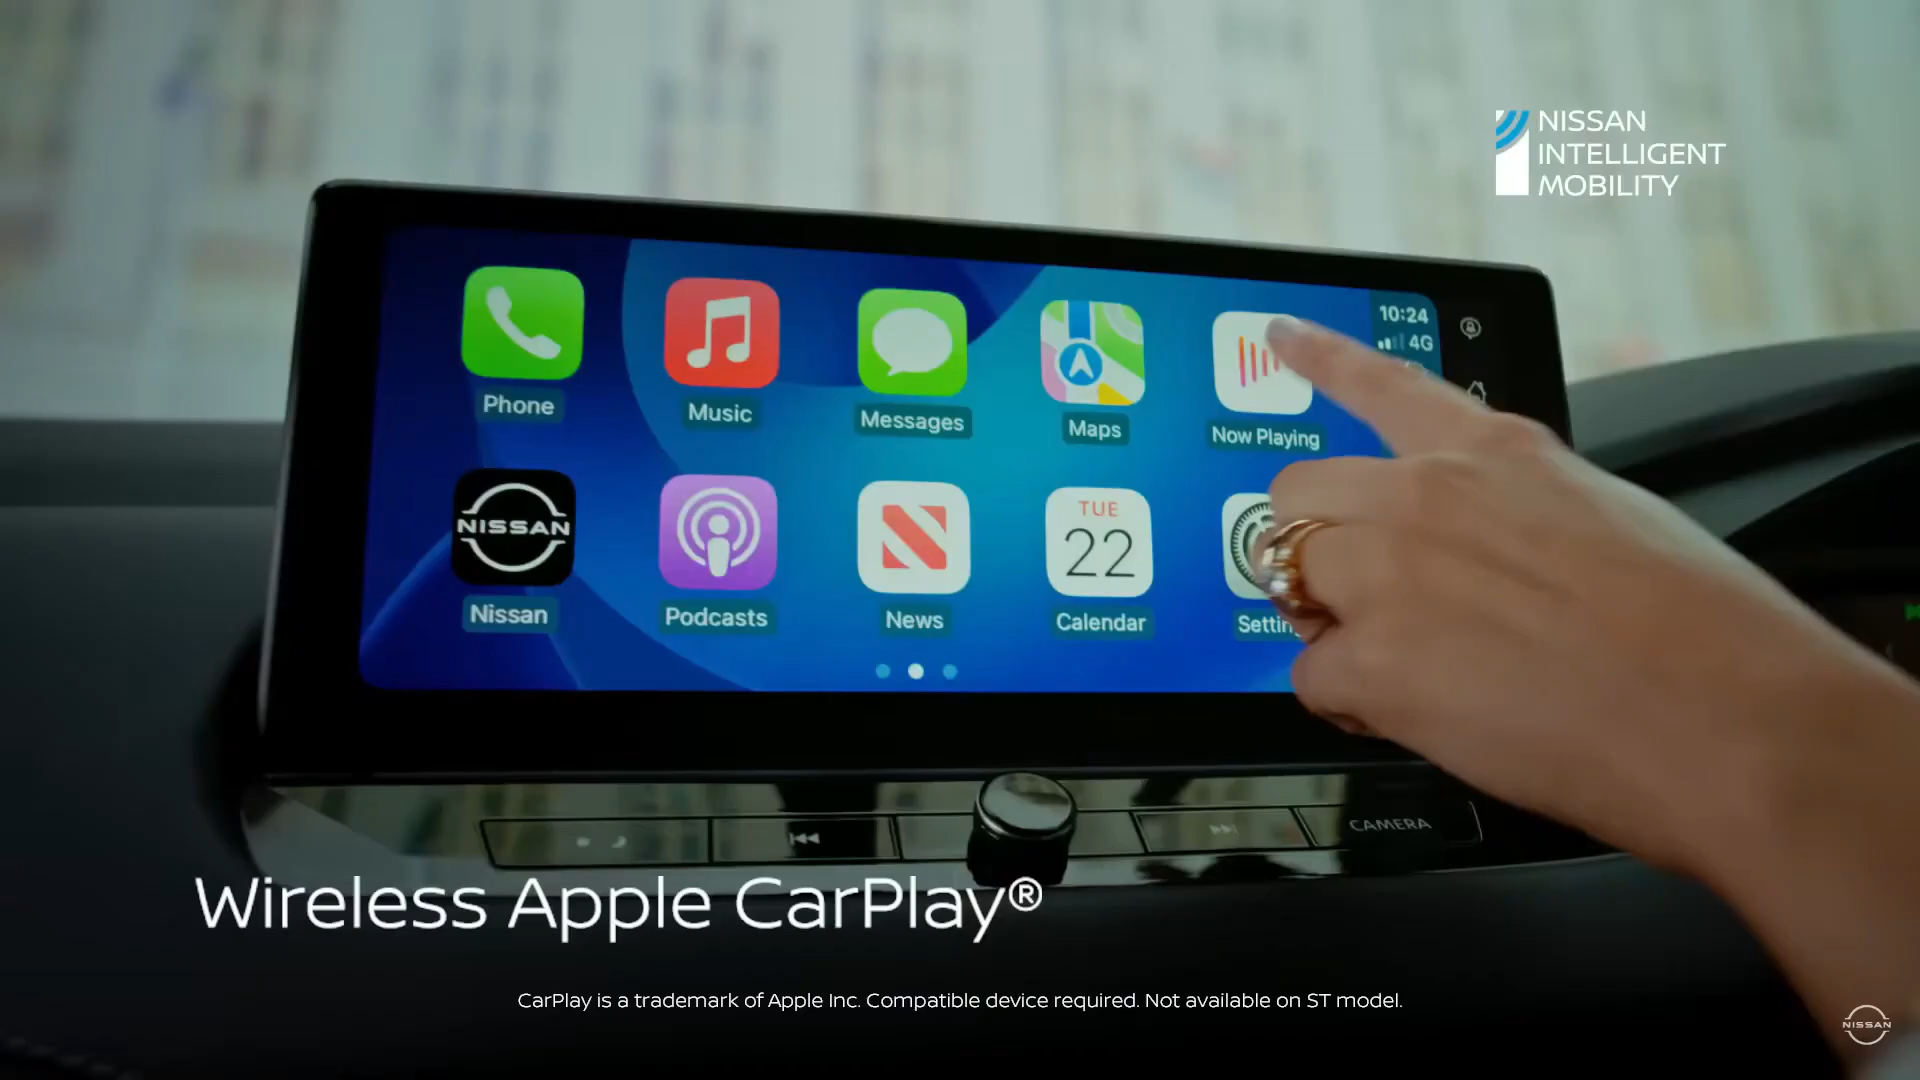 NISSAN
INTELLIGENT
MOBILITY
10:24
4G
Phone
Music
Messages
Maps
Now Playing
NISSAN
TUE
22
Nissan
Podcasts
News
Calendar
CAMERA
Wireless Apple CarPlay®
CarPlay is a trademark of Apple Inc. Compatible device required. Not available on ST model.
NISSAN